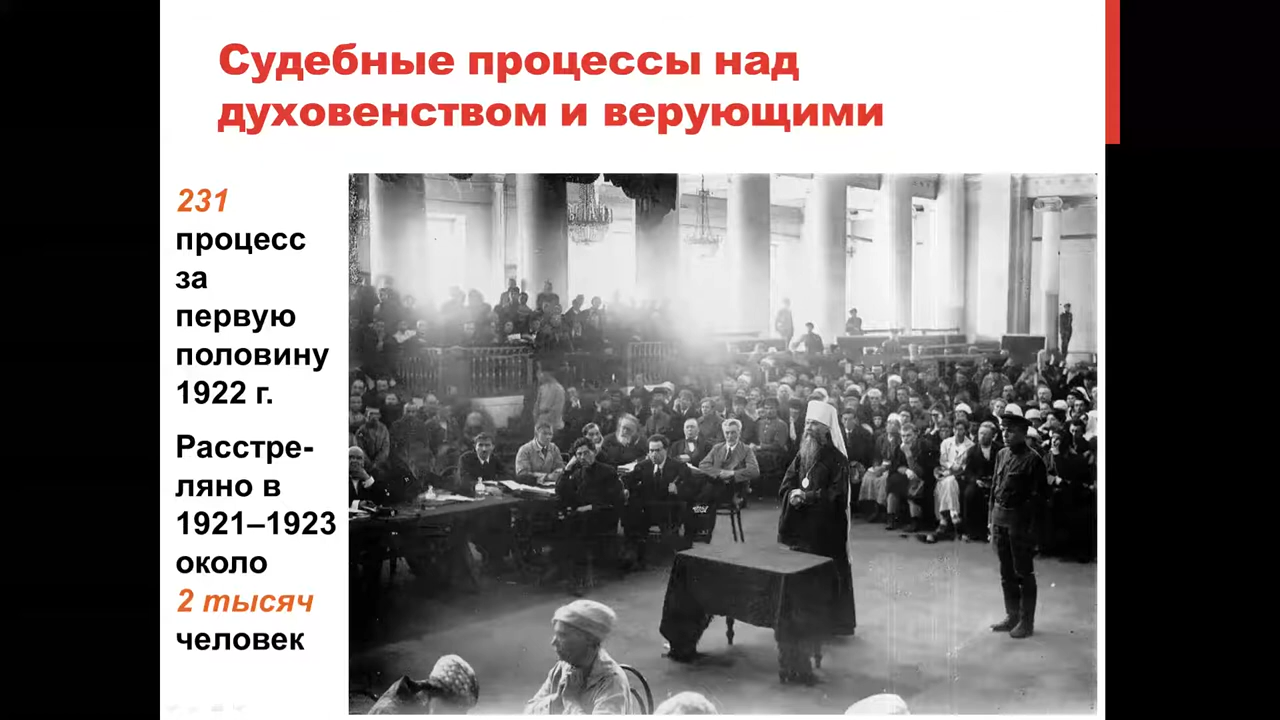 Судебные процессы над
духовенством и верующими
231
процесс
за
первую
половину
1922 г.
Расстре-
ляно в
1921–1923
около
2 тысяч
человек